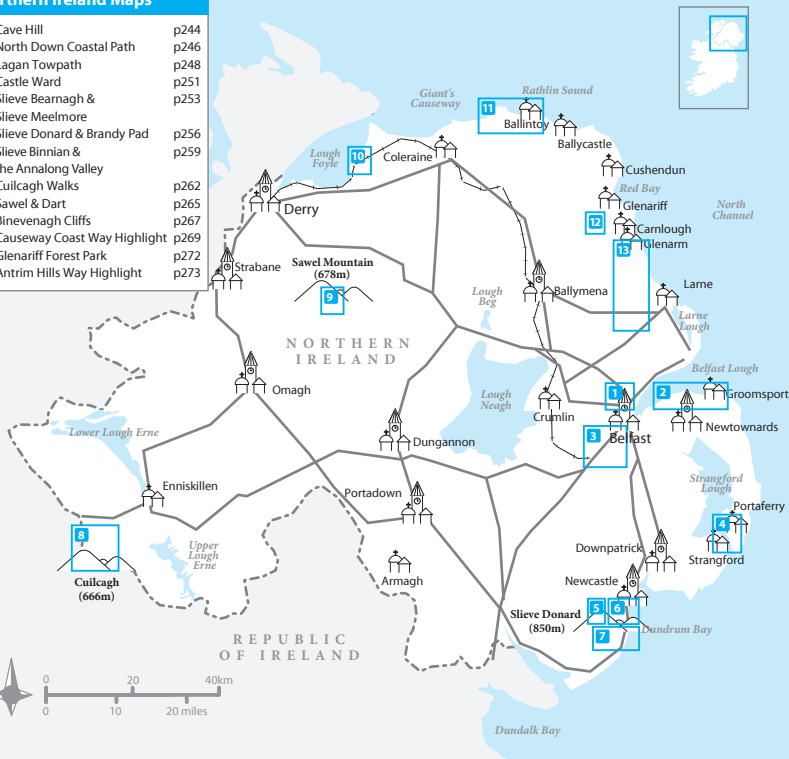 rthern Ireland Maps
Cave Hill p244
North Down Coastal Path p246
Lagan Towpath p248
Castle Ward p251
Slieve Bearnagh & p253
Slieve Meelmore
Slieve Donard & Brandy Pad p256
Slieve Binnian & p259
the Annalong Valley
Cuilcagh Walks p262
Sawel & Dart p265
Binevenagh Cliffs p267
Causeway Coast Way Highlight p269
Glenariff Forest Park p272
Antrim Hills Way Highlight p273
Giant's
Causeway
Rathlin Sound
11
Ballintoy
Ballycastle
Lough
Foyle
10
Coleraine
Cushendun
Red Bay
Derry
Glenariff
North
Channel
12
Carnlough
Glenarm
13
Strabane
Sawel Mountain
(678m)
9
Lough
Beg
Ballymena
Larne
Larne
Lough
NORTHERN
IRELAND
Belfast Lough
Omagh
Lough
Neagh
1
2
Groomsport
Crumlin
Newtownards
Lower Lough Erne
Dungannon
3
Belfast
Enniskillen
Portadown
Strangford
Lough
Portaferry
4
8
Upper
Lough
Erne
Downpatrick
Strangford
Cuilcagh
(666m)
Armagh
Newcastle
Slieve Donard
(850m)
5
6
Dundrum Bay
7
REPUBLIC
OF IRELAND
0 20 40km
0 10 20 miles
Dundalk Bay